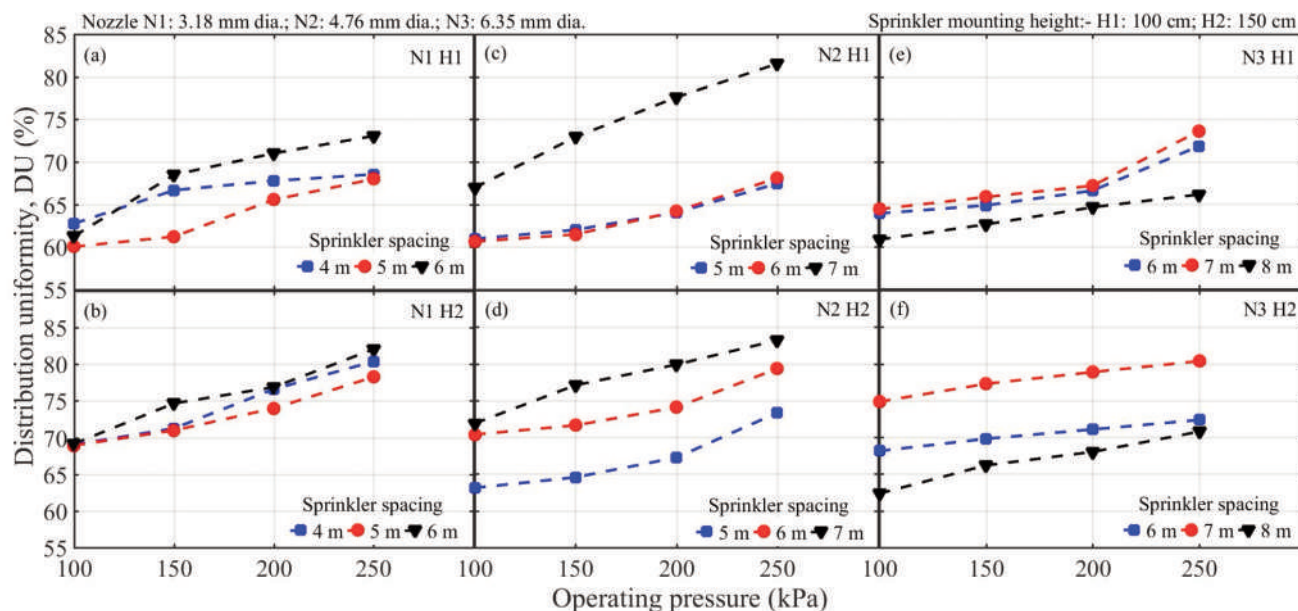 Nozzle N1: 3.18 mm dia.; N2: 4.76 mm dia.; N3: 6.35 mm dia.
Sprinkler mounting height:- H1: 100 cm; H2: 150 cm
Distribution uniformity, DU (%)
85
80
75
70
65
60
55
(a)
N1 H1
Sprinkler spacing
4 m 5 m 6 m
(c)
N2 H1
Sprinkler spacing
5 m 6 m 7 m
(e)
N3 H1
Sprinkler spacing
6 m 7 m 8 m
85
80
75
70
65
60
55
(b)
N1 H2
Sprinkler spacing
4 m 5 m 6 m
(d)
N2 H2
Sprinkler spacing
5 m 6 m 7 m
(f)
N3 H2
Sprinkler spacing
6 m 7 m 8 m
100 150 200 250 100 150 200 250 100 150 200 250
Operating pressure (kPa)